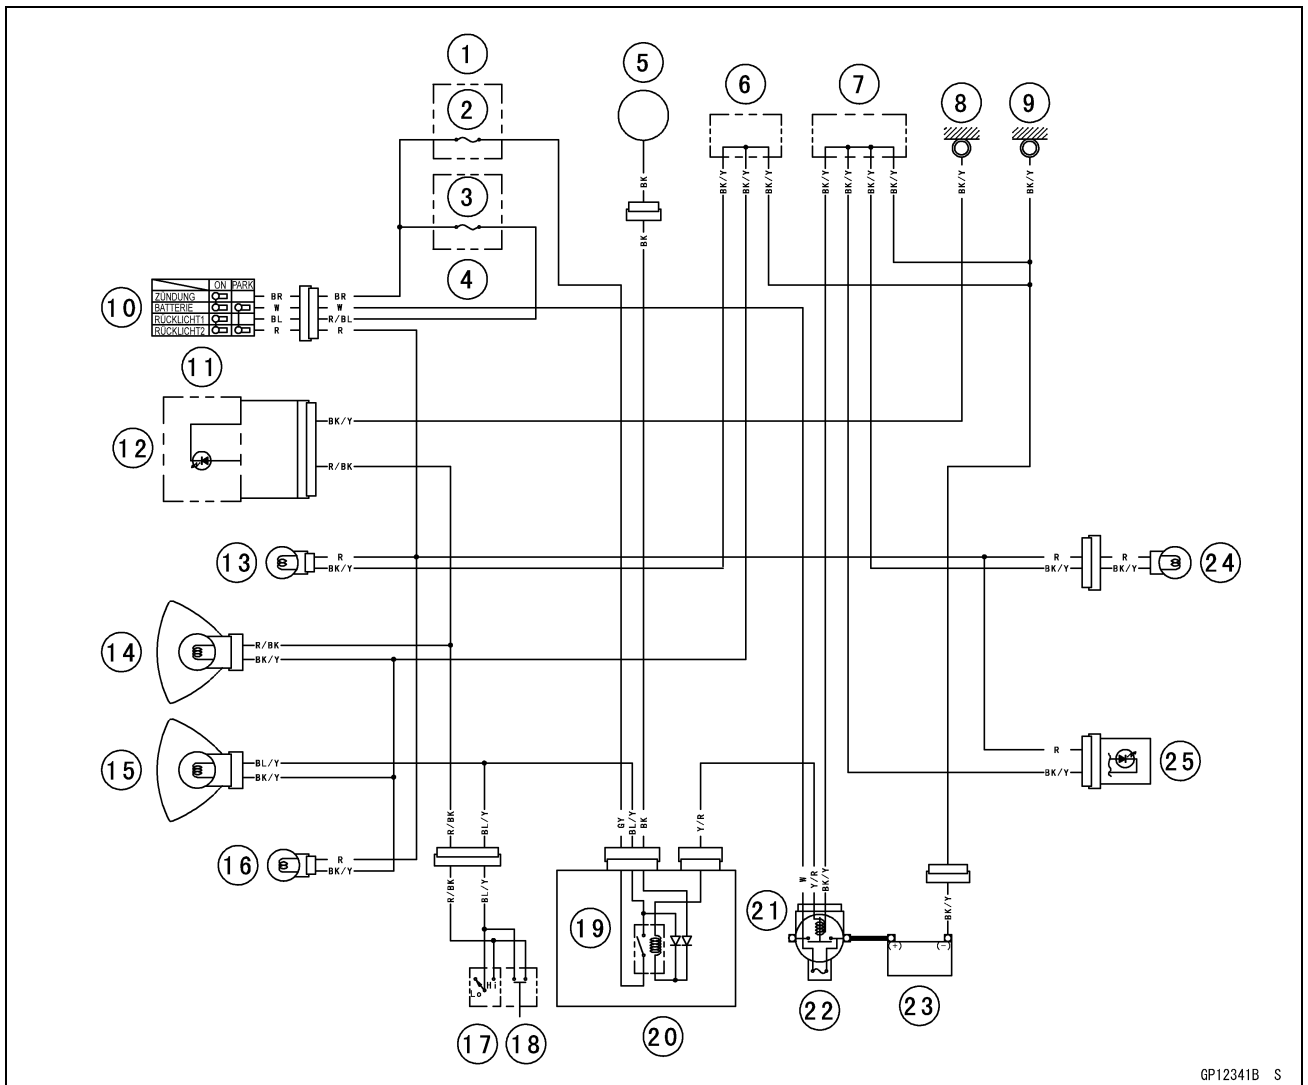 1
5
2
6
7
8
9
3
4
BK/Y BK/Y BK/Y
BK/Y BK/Y BK/Y BK/Y
BK/Y
BK/Y
BK
BK
10
ON PARK
ZÜNDUNG
BATTERIE
RÜCKLICHT1
RÜCKLICHT2
BR BR
W W
BL R/BL
R R
11
12
BK/Y
R/BK
13
R
BK/Y
R
BK/Y
R
BK/Y
24
14
R/BK
BK/Y
15
BL/Y
BK/Y
R
BK/Y
25
R/BK
BL/Y
GY
BL/Y
BK
Y/R
16
R
BK/Y
R/BK
BL/Y
W
Y/R
BK/Y
BK/Y
19
21
(+)
(-)
Hi
Lo
17
18
20
22
23
GP12341B S